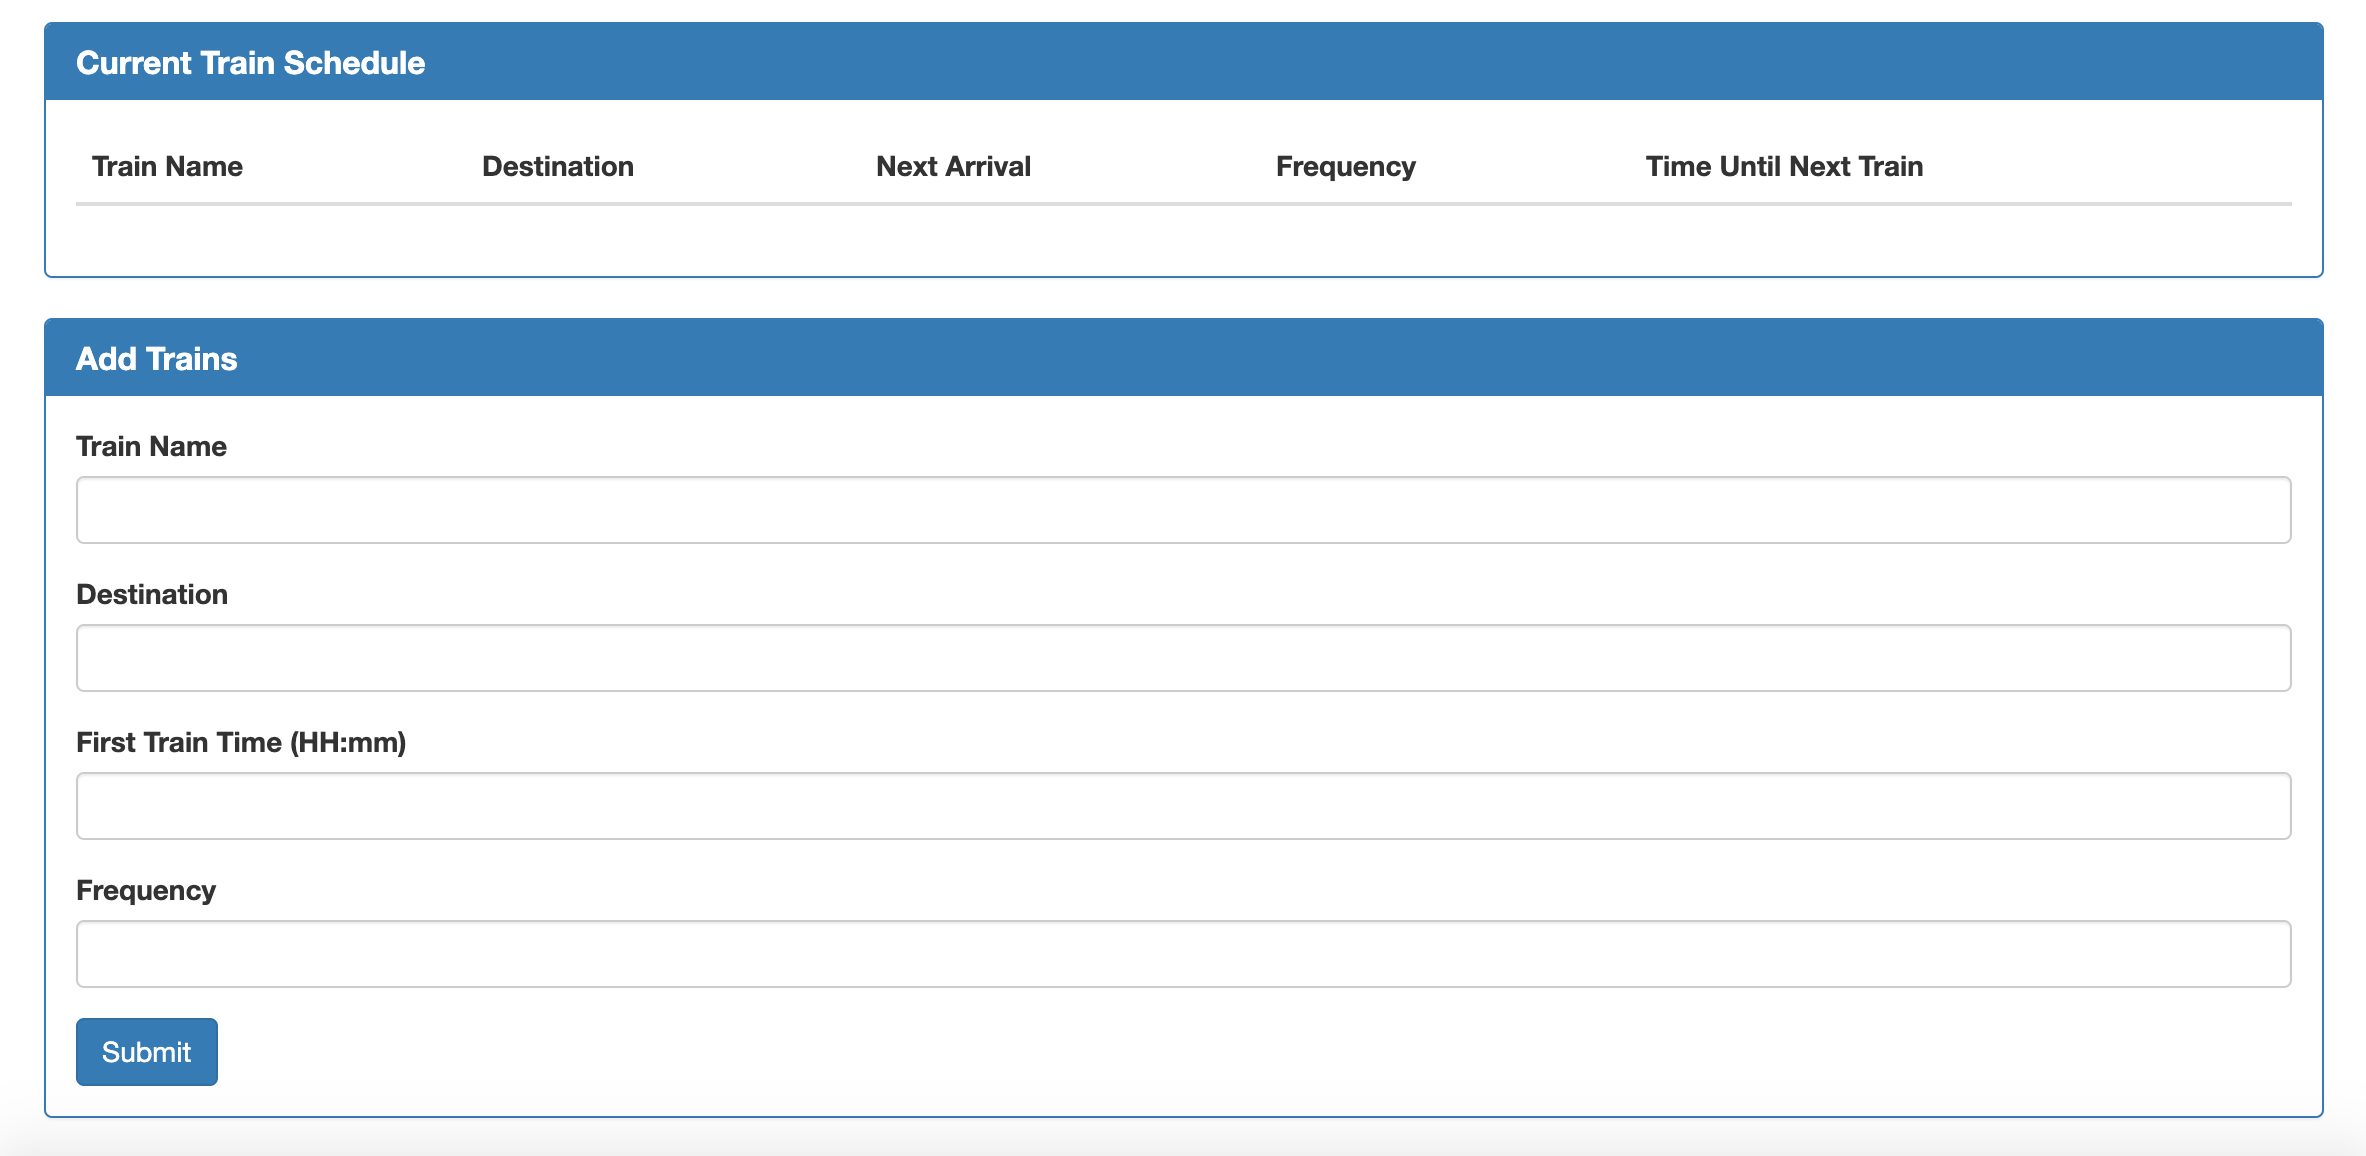 Current Train Schedule
Train Name Destination Next Arrival Frequency Time Until Next Train
Add Trains
Train Name
Destination
First Train Time (HH:mm)
Frequency
Submit